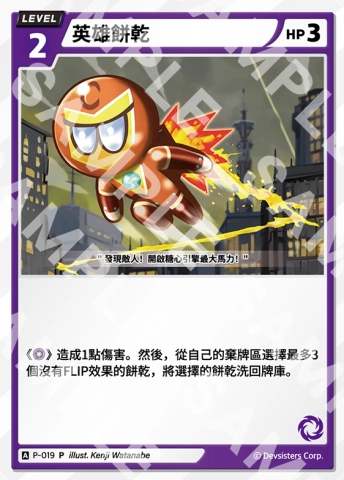 LEVEL
2
英雄餅乾
HP 3
"發現敵人！開啟糖心引擎最大馬力！"
《》造成1點傷害。然後，從自己的棄牌區選擇最多3
個沒有FLIP效果的餅乾，將選擇的餅乾洗回牌庫。
A P-019 P illust. Kenji Watanabe
©Devsisters Corp.
SAMPLE SAMPLE SAMPLE